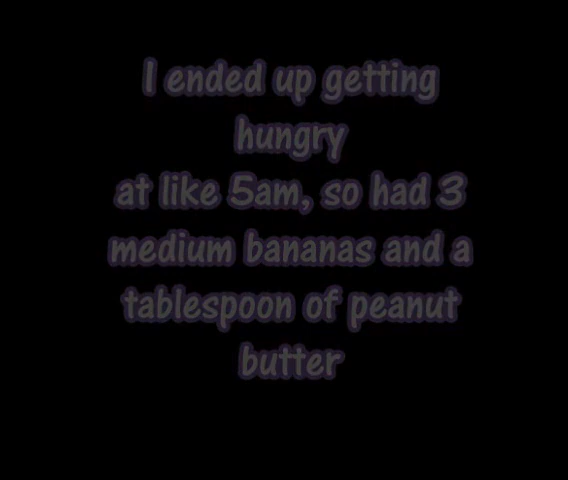 I ended up getting
hungry
at like 5am, so had 3
medium bananas and a
tablespoon of peanut
butter